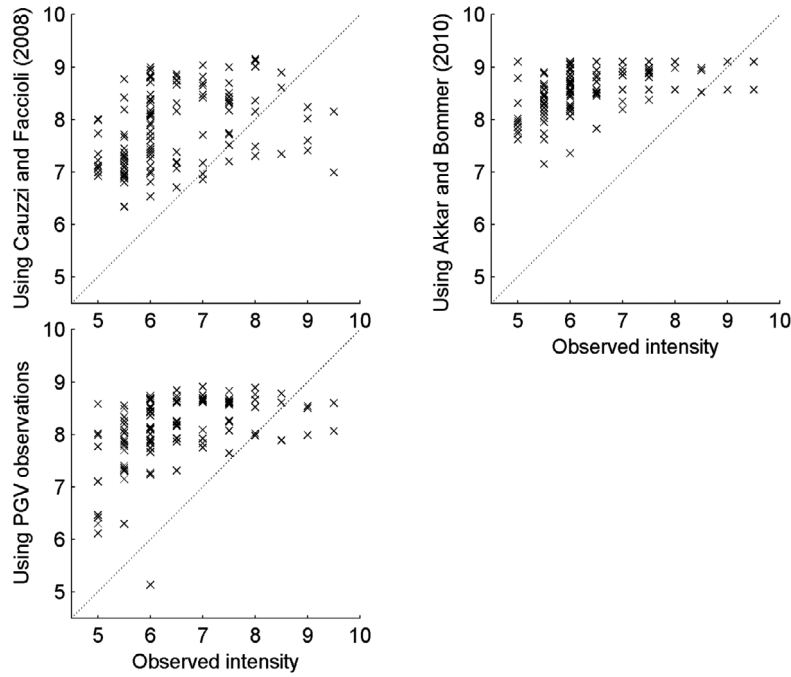 Using Cauzzi and Faccioli (2008)
10
9
8
7
6
5
5 6 7 8 9 10
Using Akkar and Bommer (2010)
10
9
8
7
6
5
5 6 7 8 9 10
Observed intensity
Using PGV observations
10
9
8
7
6
5
5 6 7 8 9 10
Observed intensity